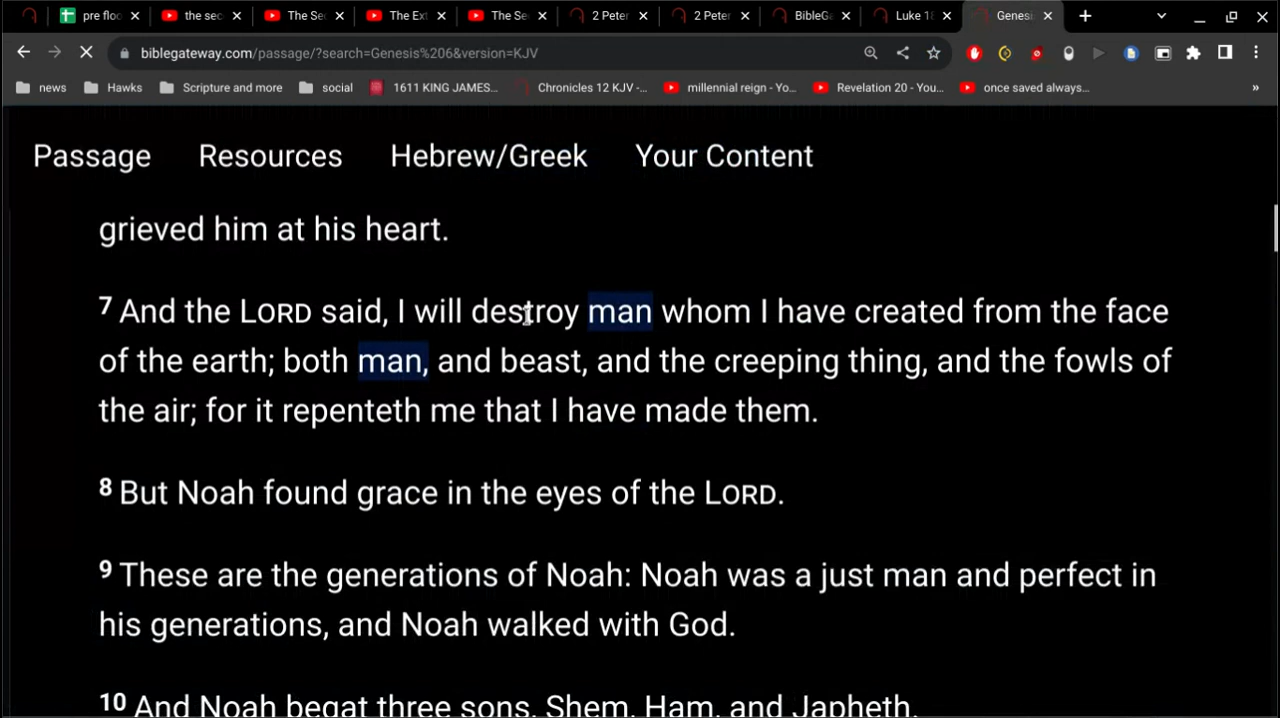 pre floo
the sec
The Se
The Ext
The Se
2 Peter
2 Peter
BibleGa
Luke 18
Genesis
biblegateway.com/passage/?search=Genesis%206&version=KJV
news Hawks Scripture and more social 1611 KING JAMES... Chronicles 12 KJV -... millennial reign - Yo... Revelation 20 - You... once saved always... »
Passage Resources Hebrew/Greek Your Content
grieved him at his heart.
7 And the LORD said, I will destroy man whom I have created from the face
of the earth; both man, and beast, and the creeping thing, and the fowls of
the air; for it repenteth me that I have made them.
8 But Noah found grace in the eyes of the LORD.
9 These are the generations of Noah: Noah was a just man and perfect in
his generations, and Noah walked with God.
10 And Noah begat three sons, Shem, Ham, and Japheth.